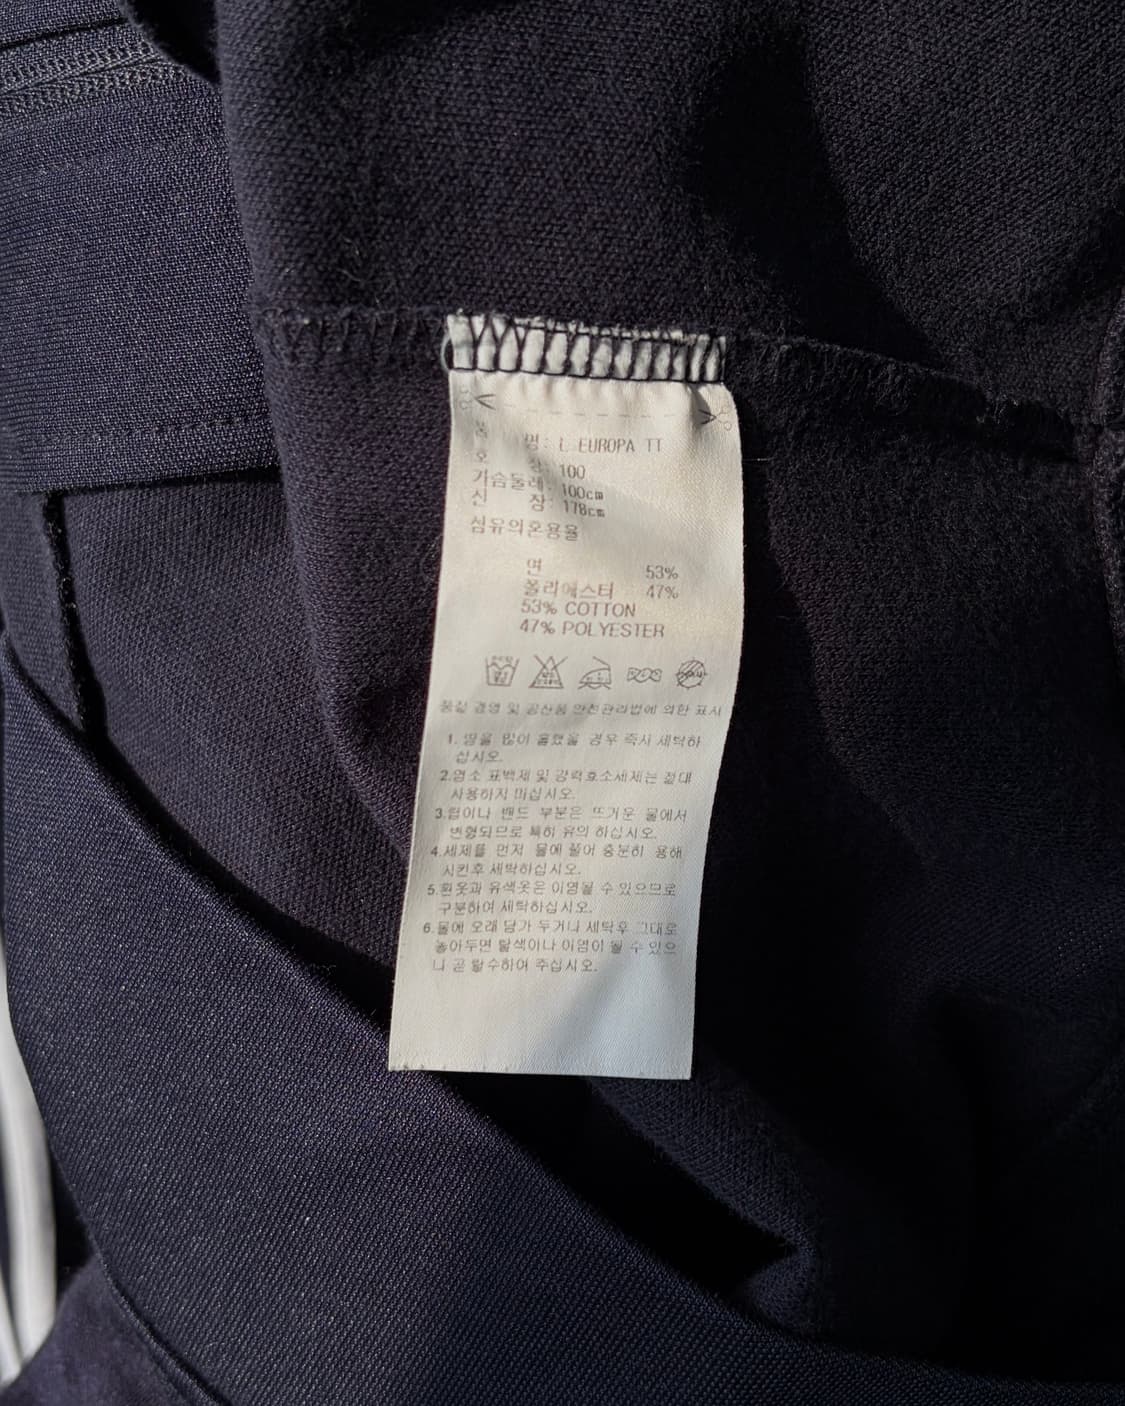 품 명: L EUROPA TT
호 칭: 100
가슴둘레: 100cm
신 장: 178cm
섬유의혼용율
면 53%
폴리에스터 47%
53% COTTON
47% POLYESTER
품질 경영 및 공산품 안전관리법에 의한 표시
1. 땀을 많이 흘렸을 경우 즉시 세탁하
십시오.
2.염소 표백제 및 강력효소세제는 절대
사용하지 마십시오.
3.립이나 밴드 부분은 뜨거운 물에서
변형되므로 특히 유의 하십시오.
4.세제를 먼저 물에 풀어 충분히 용해
시킨후 세탁하십시오.
5.흰옷과 유색옷은 이염될 수 있으므로
구분하여 세탁하십시오.
6.물에 오래 담가 두거나 세탁후 그대로
놓아두면 탈색이나 이염이 될 수 있으
니 곧 탈수하여 주십시오.